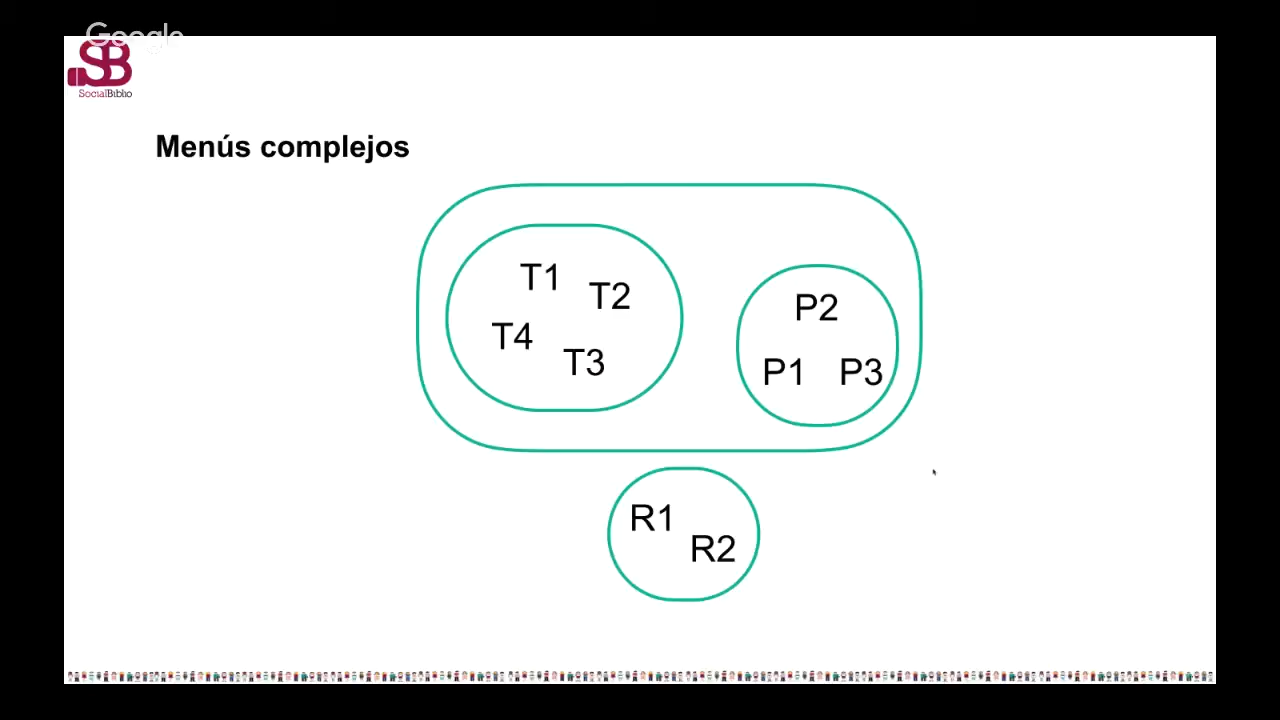 Google
SB
SocialBiblio
Menús complejos
T1
T2
T4
T3
P2
P1 P3
R1
R2